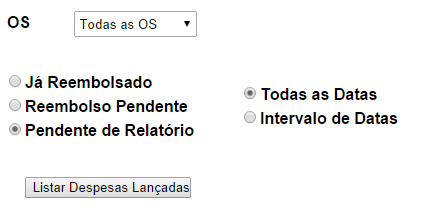 OS
Todas as OS
Já Reembolsado
Reembolso Pendente
Pendente de Relatório
Todas as Datas
Intervalo de Datas
Listar Despesas Lançadas